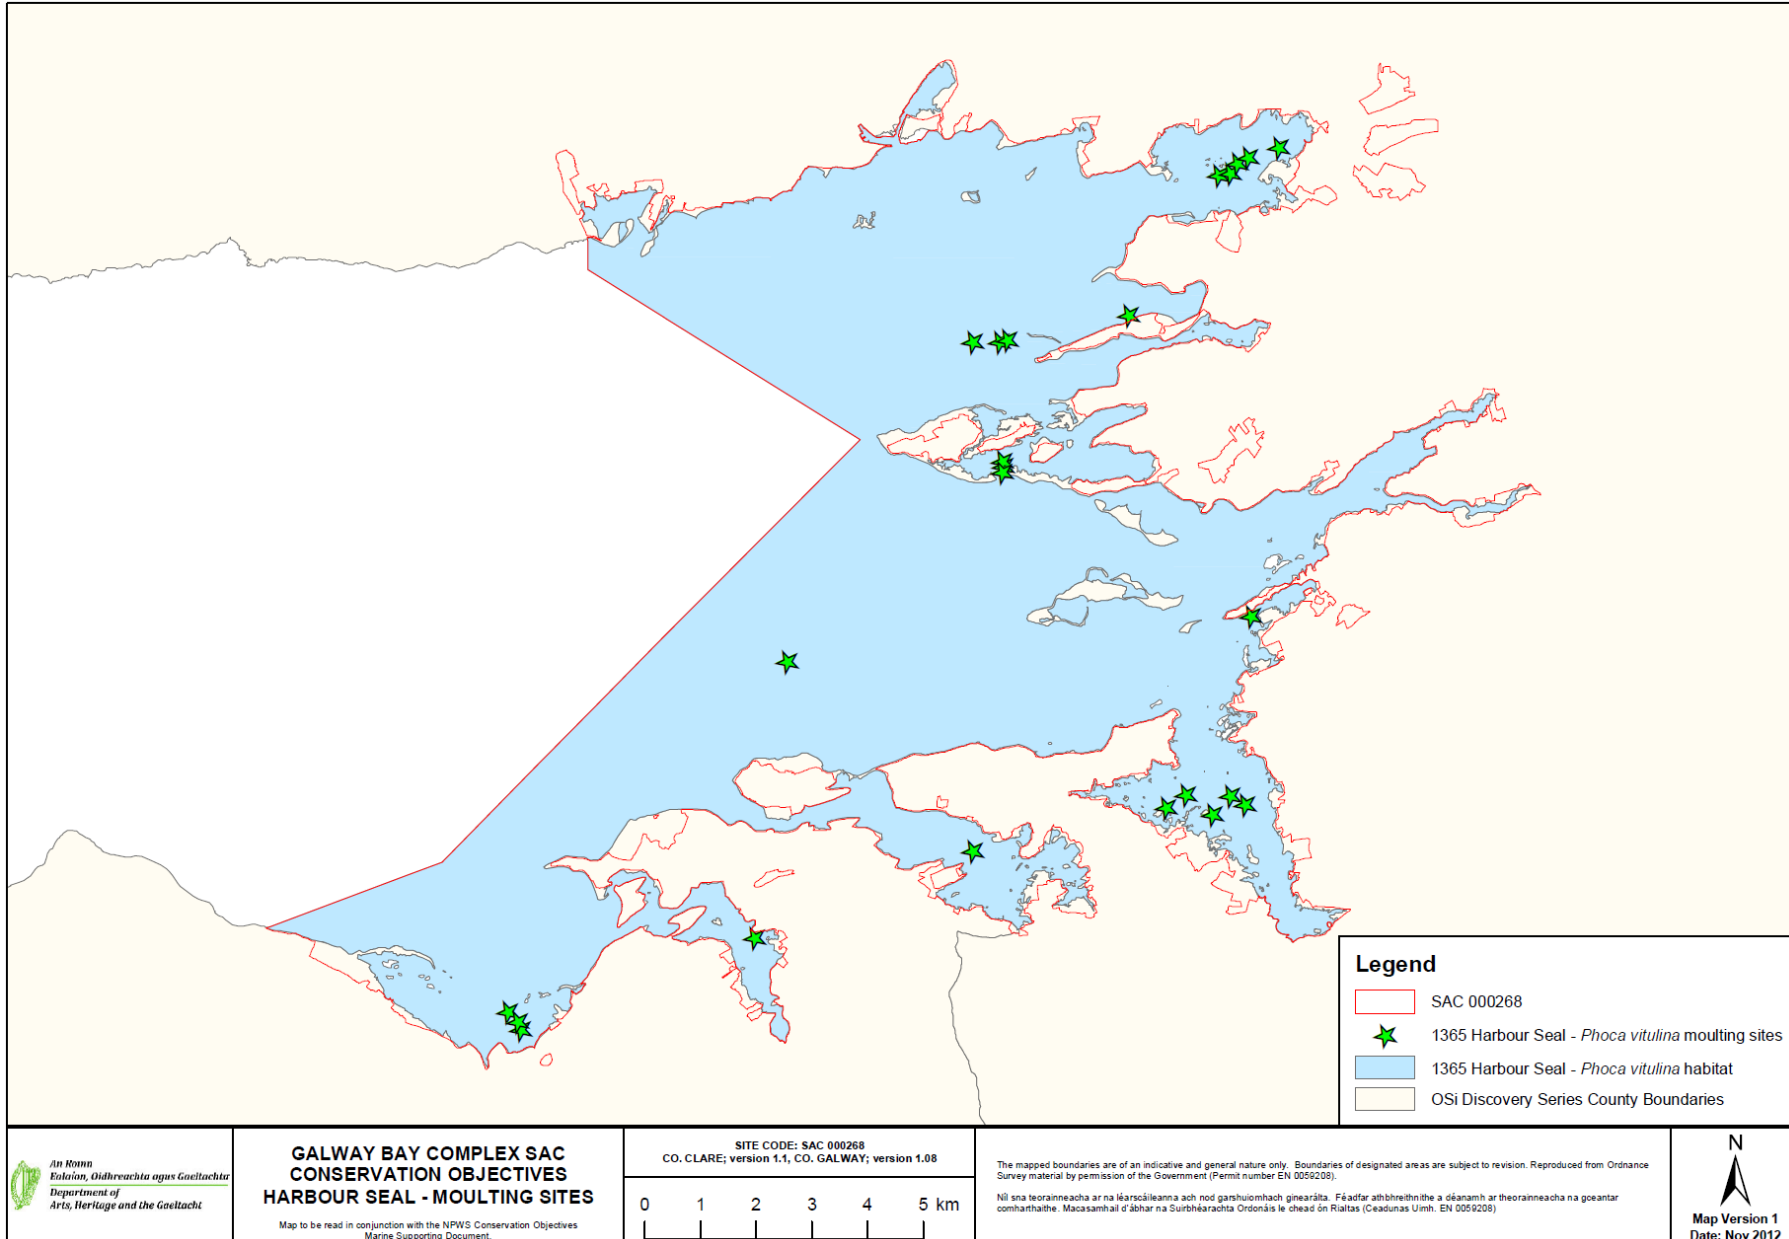 Legend
SAC 000268
1365 Harbour Seal - Phoca vitulina moulting sites
1365 Harbour Seal - Phoca vitulina habitat
OSi Discovery Series County Boundaries
An Roinn
Ealaíon, Oidhreachta agus Gaeltachta
Department of
Arts, Heritage and the Gaeltacht
GALWAY BAY COMPLEX SAC
CONSERVATION OBJECTIVES
HARBOUR SEAL - MOULTING SITES
Map to be read in conjunction with the NPWS Conservation Objectives
Marine Supporting Document.
SITE CODE: SAC 000268
CO. CLARE; version 1.1, CO. GALWAY; version 1.08
0 1 2 3 4 5 km
The mapped boundaries are of an indicative and general nature only. Boundaries of designated areas are subject to revision. Reproduced from Ordnance
Survey material by permission of the Government (Permit number EN 0059208).
Níl sna teorainneacha ar na léarscáileanna ach nod garshuiomhach ginearálta. Féadfar athbhreithnithe a déanamh ar theorainneacha na gceantar
comharthaithe. Macasamhail d'ábhar na Suirbhéarachta Ordonáis le chead ón Rialtas (Ceadunas Uimh. EN 0059208)
N
Map Version 1
Date: Nov 2012